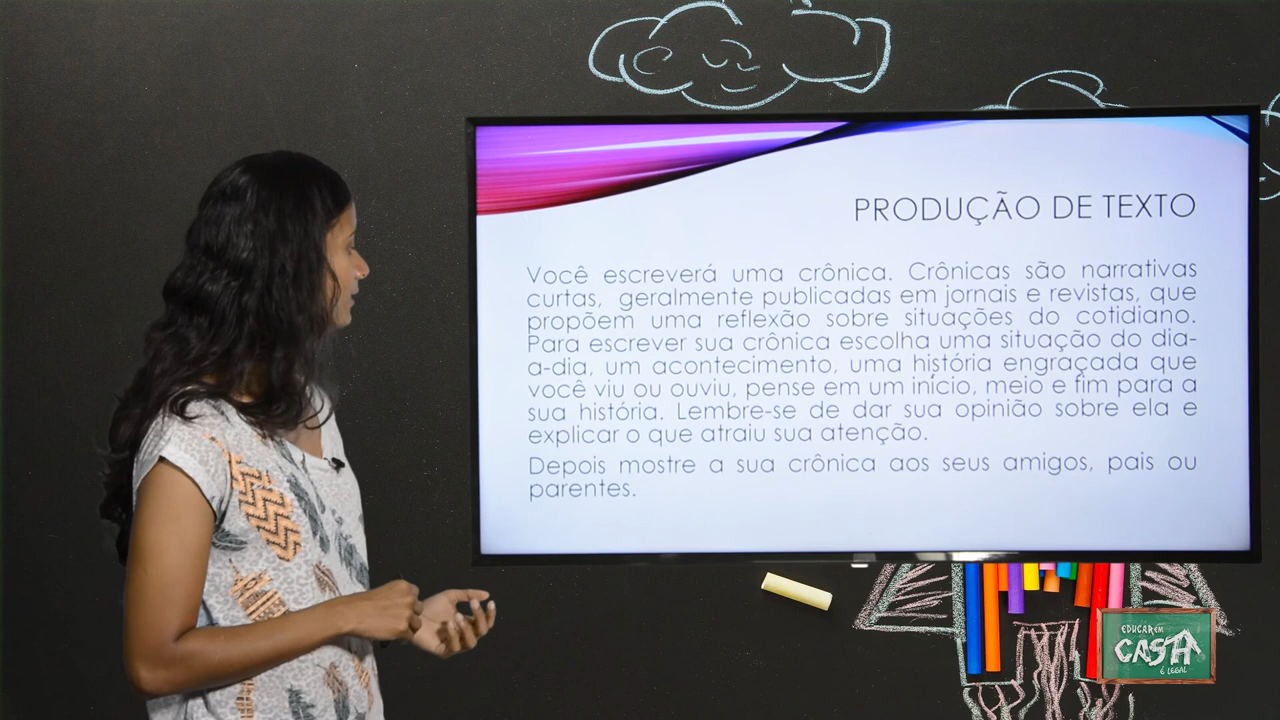 PRODUÇÃO DE TEXTO
Você escreverá uma crônica. Crônicas são narrativas
curtas, geralmente publicadas em jornais e revistas, que
propõem uma reflexão sobre situações do cotidiano.
Para escrever sua crônica escolha uma situação do dia-
a-dia, um acontecimento, uma história engraçada que
você viu ou ouviu, pense em um início, meio e fim para a
sua história. Lembre-se de dar sua opinião sobre ela e
explicar o que atraiu sua atenção.
Depois mostre a sua crônica aos seus amigos, pais ou
parentes.
EDUCAR EM
CASA
É LEGAL